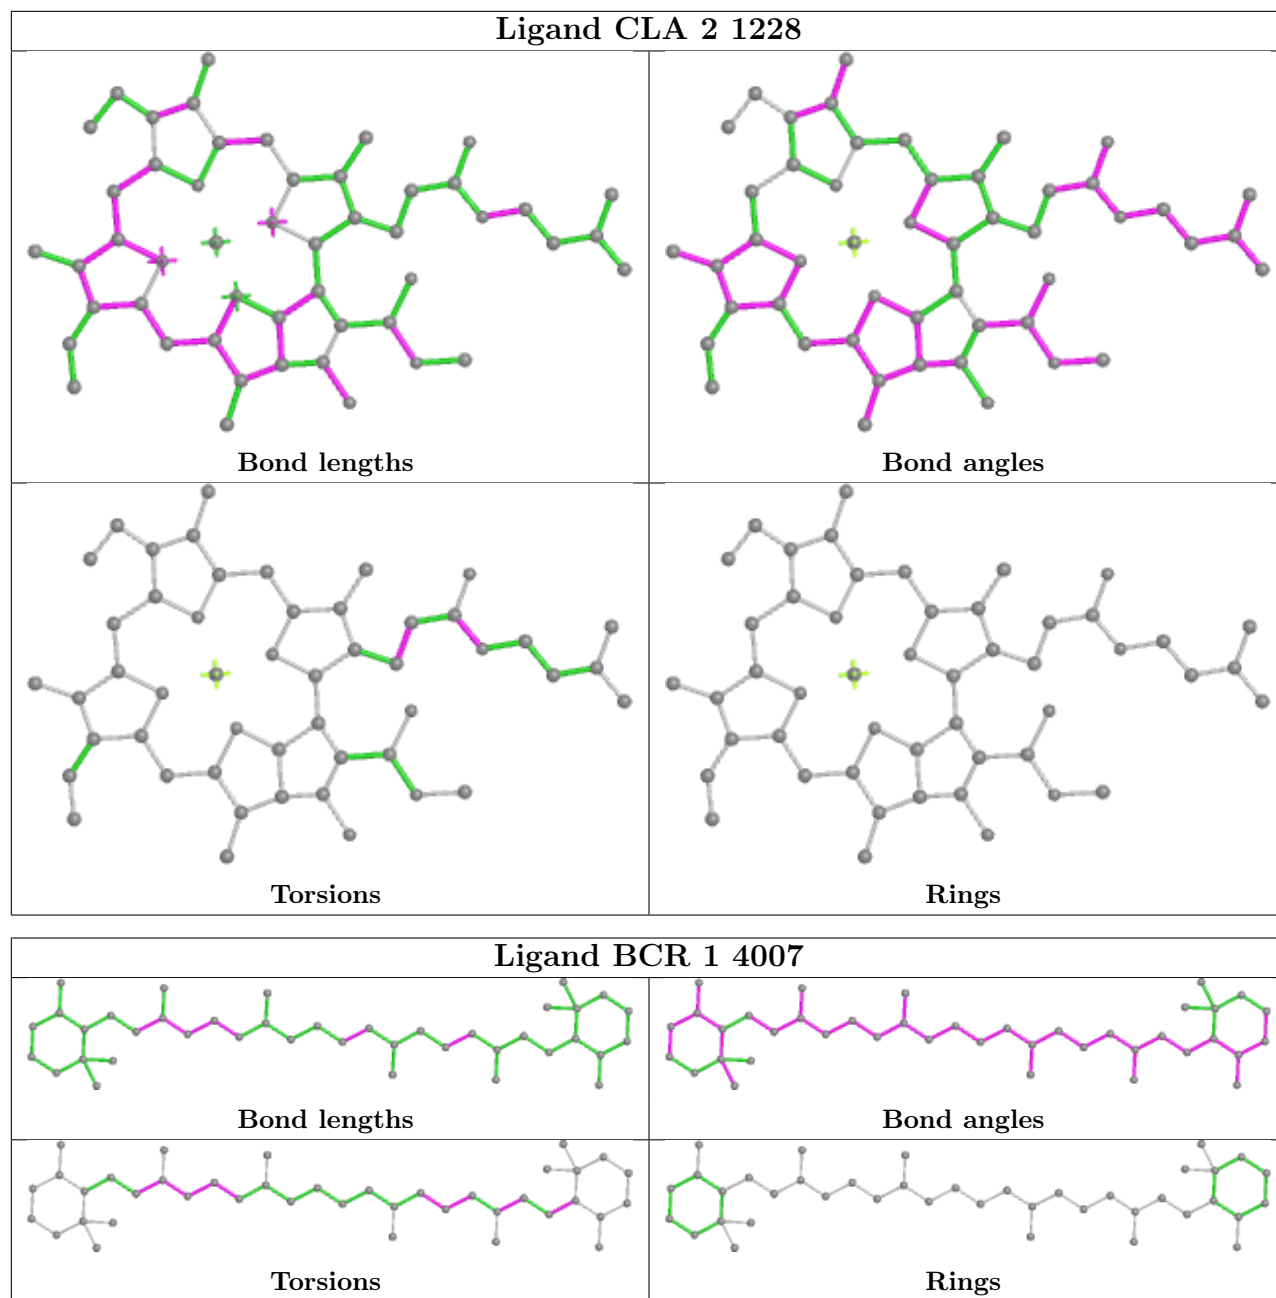 Ligand CLA 2 1228
Bond lengths
Bond angles
Torsions
Rings
Ligand BCR 1 4007
Bond lengths
Bond angles
Torsions
Rings